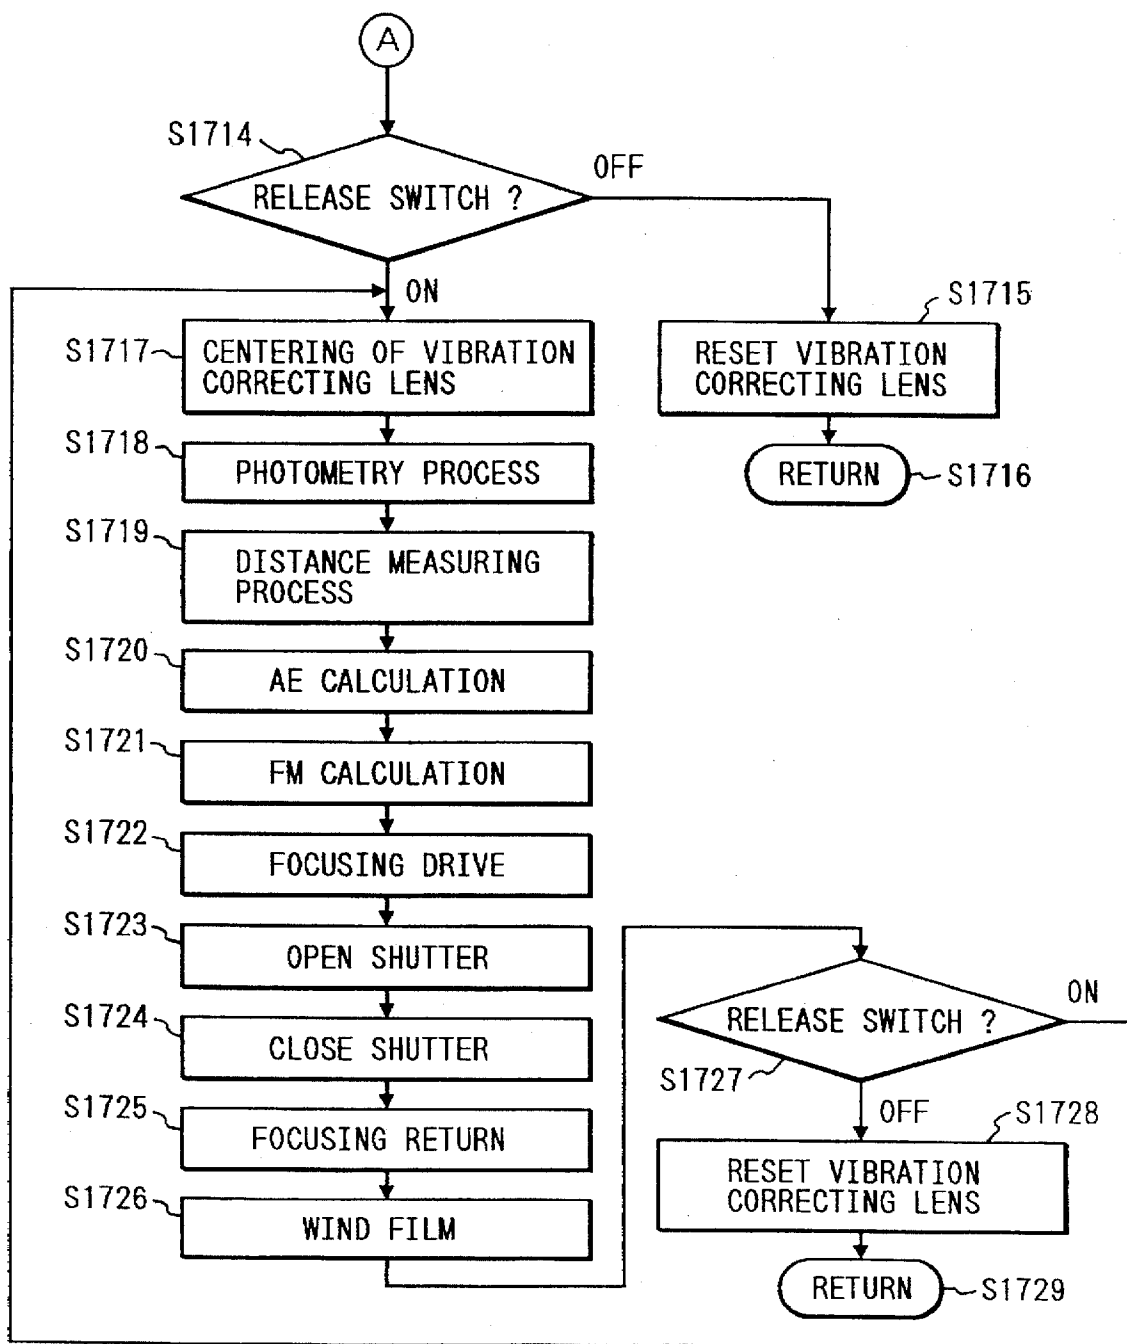 A
S1714
RELEASE SWITCH ?
OFF
ON
S1715
RESET VIBRATION
CORRECTING LENS
RETURN
S1716
S1717
CENTERING OF VIBRATION
CORRECTING LENS
S1718
PHOTOMETRY PROCESS
S1719
DISTANCE MEASURING
PROCESS
S1720
AE CALCULATION
S1721
FM CALCULATION
S1722
FOCUSING DRIVE
S1723
OPEN SHUTTER
S1724
CLOSE SHUTTER
S1725
FOCUSING RETURN
S1726
WIND FILM
RELEASE SWITCH ?
ON
S1727
OFF
S1728
RESET VIBRATION
CORRECTING LENS
RETURN
S1729